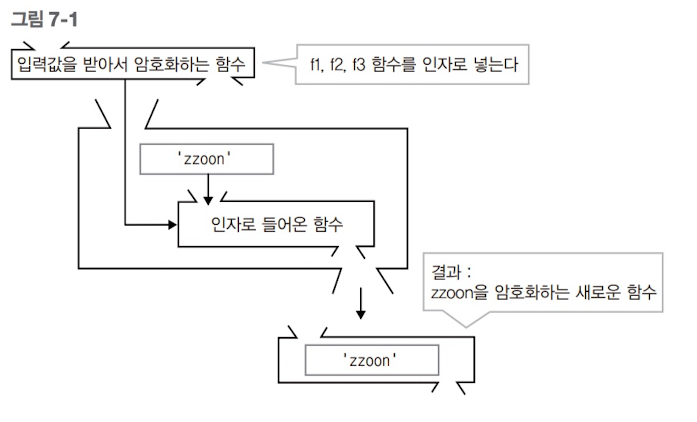 그림 7-1
입력값을 받아서 암호화하는 함수
f1, f2, f3 함수를 인자로 넣는다
'zzoon'
인자로 들어온 함수
결과 :
zzoon을 암호화하는 새로운 함수
'zzoon'